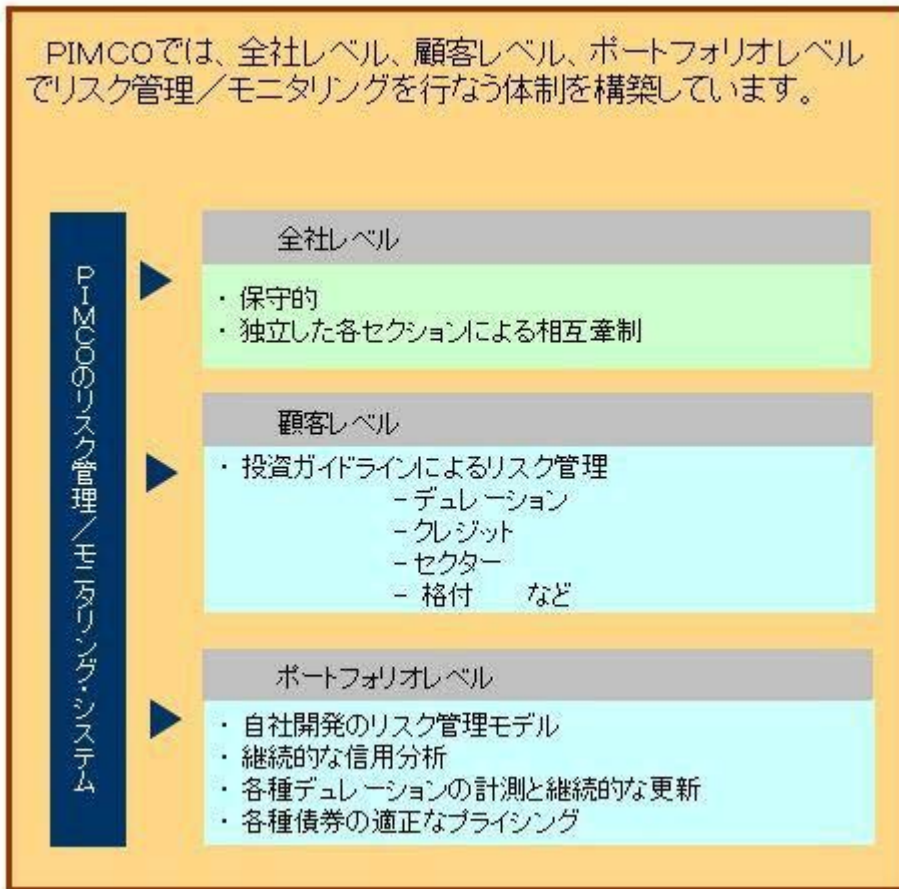 PIMCOでは、全社レベル、顧客レベル、ポートフォリオレベル
でリスク管理／モニタリングを行なう体制を構築しています。
PIMCOのリスク管理／モニタリング・システム
全社レベル
・保守的
・独立した各セクションによる相互牽制
顧客レベル
・投資ガイドラインによるリスク管理
－デュレーション
－クレジット
－セクター
－ 格付　　など
ポートフォリオレベル
・自社開発のリスク管理モデル
・継続的な信用分析
・各種デュレーションの計測と継続的な更新
・各種債券の適正なプライシング